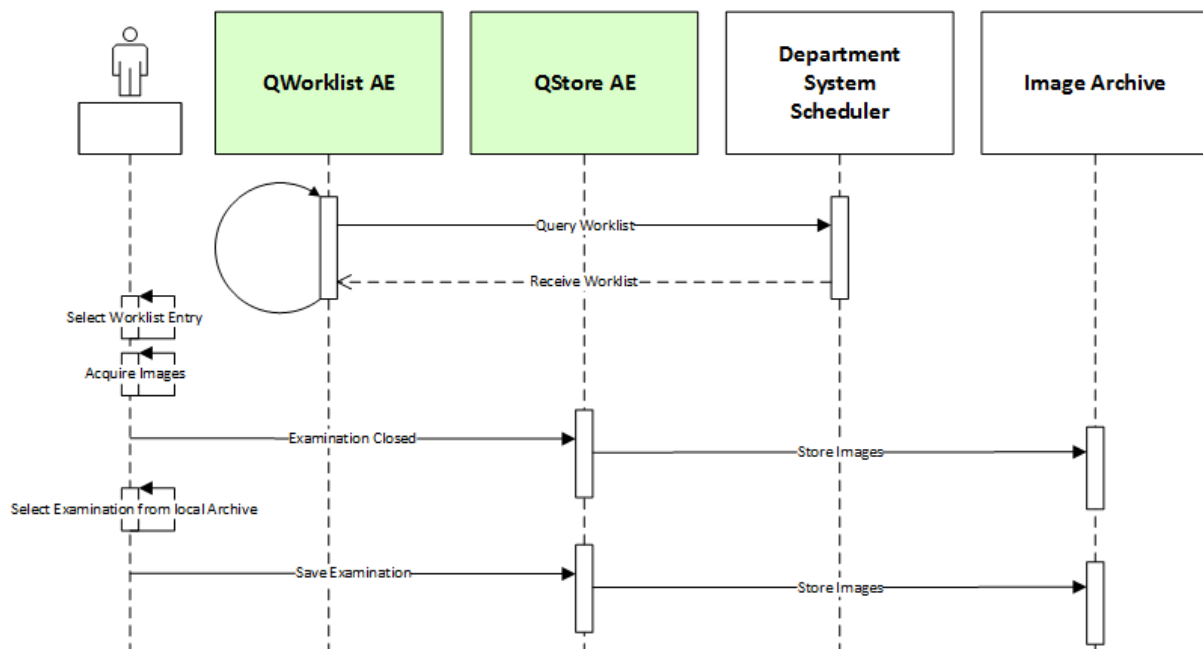 QWorklist AE
QStore AE
Department
System
Scheduler
Image Archive
Query Worklist
Receive Worklist
Select Worklist Entry
Acquire Images
Examination Closed
Store Images
Select Examination from local Archive
Save Examination
Store Images